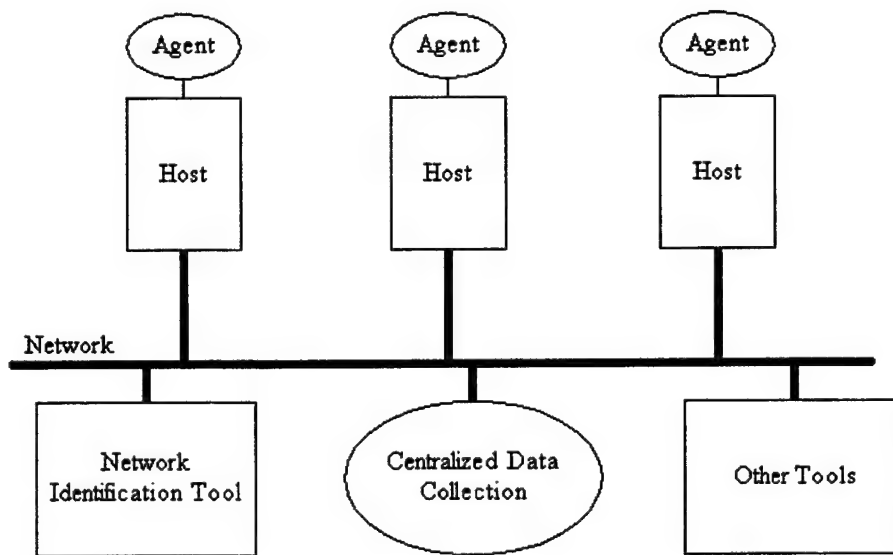 Agent
Agent
Agent
Host
Host
Host
Network
Network
Identification Tool
Centralized Data
Collection
Other Tools